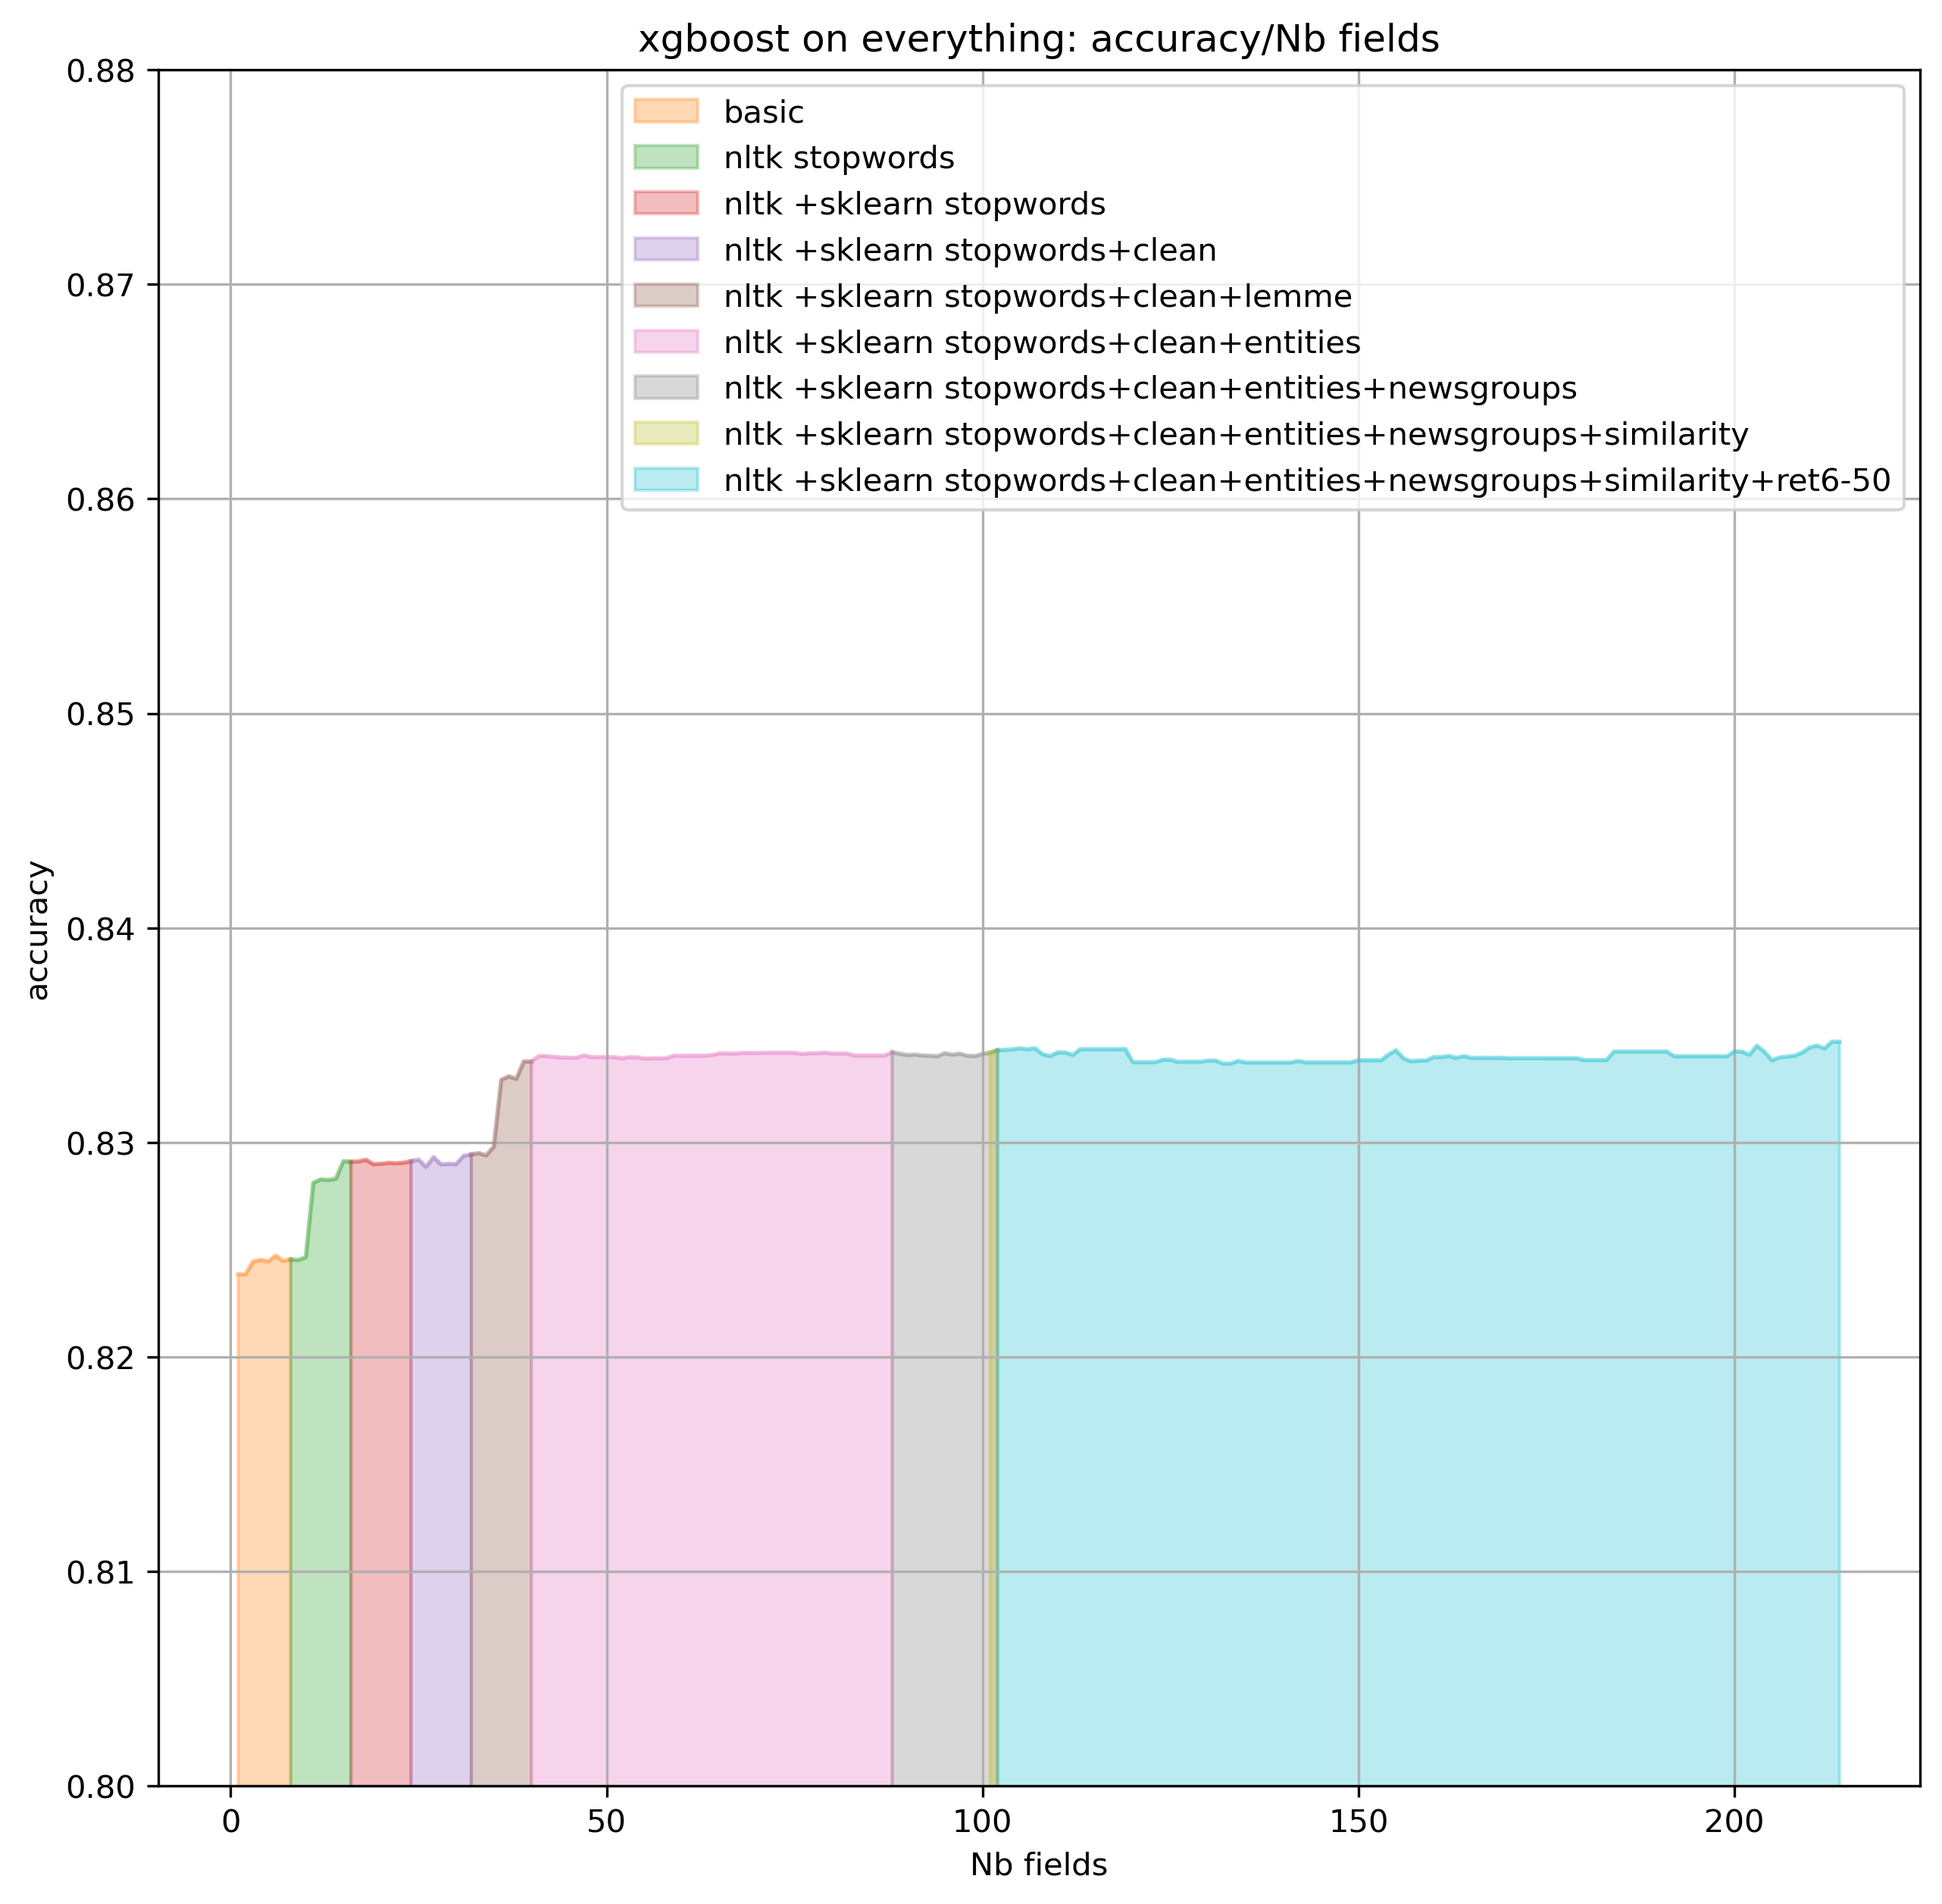 xgboost on everything: accuracy/Nb fields
0.88
0.87
0.86
0.85
0.84
0.83
0.82
0.81
0.80
accuracy
basic
nltk stopwords
nltk +sklearn stopwords
nltk +sklearn stopwords+clean
nltk +sklearn stopwords+clean+lemme
nltk +sklearn stopwords+clean+entities
nltk +sklearn stopwords+clean+entities+newsgroups
nltk +sklearn stopwords+clean+entities+newsgroups+similarity
nltk +sklearn stopwords+clean+entities+newsgroups+similarity+ret6-50
0 50 100 150 200
Nb fields